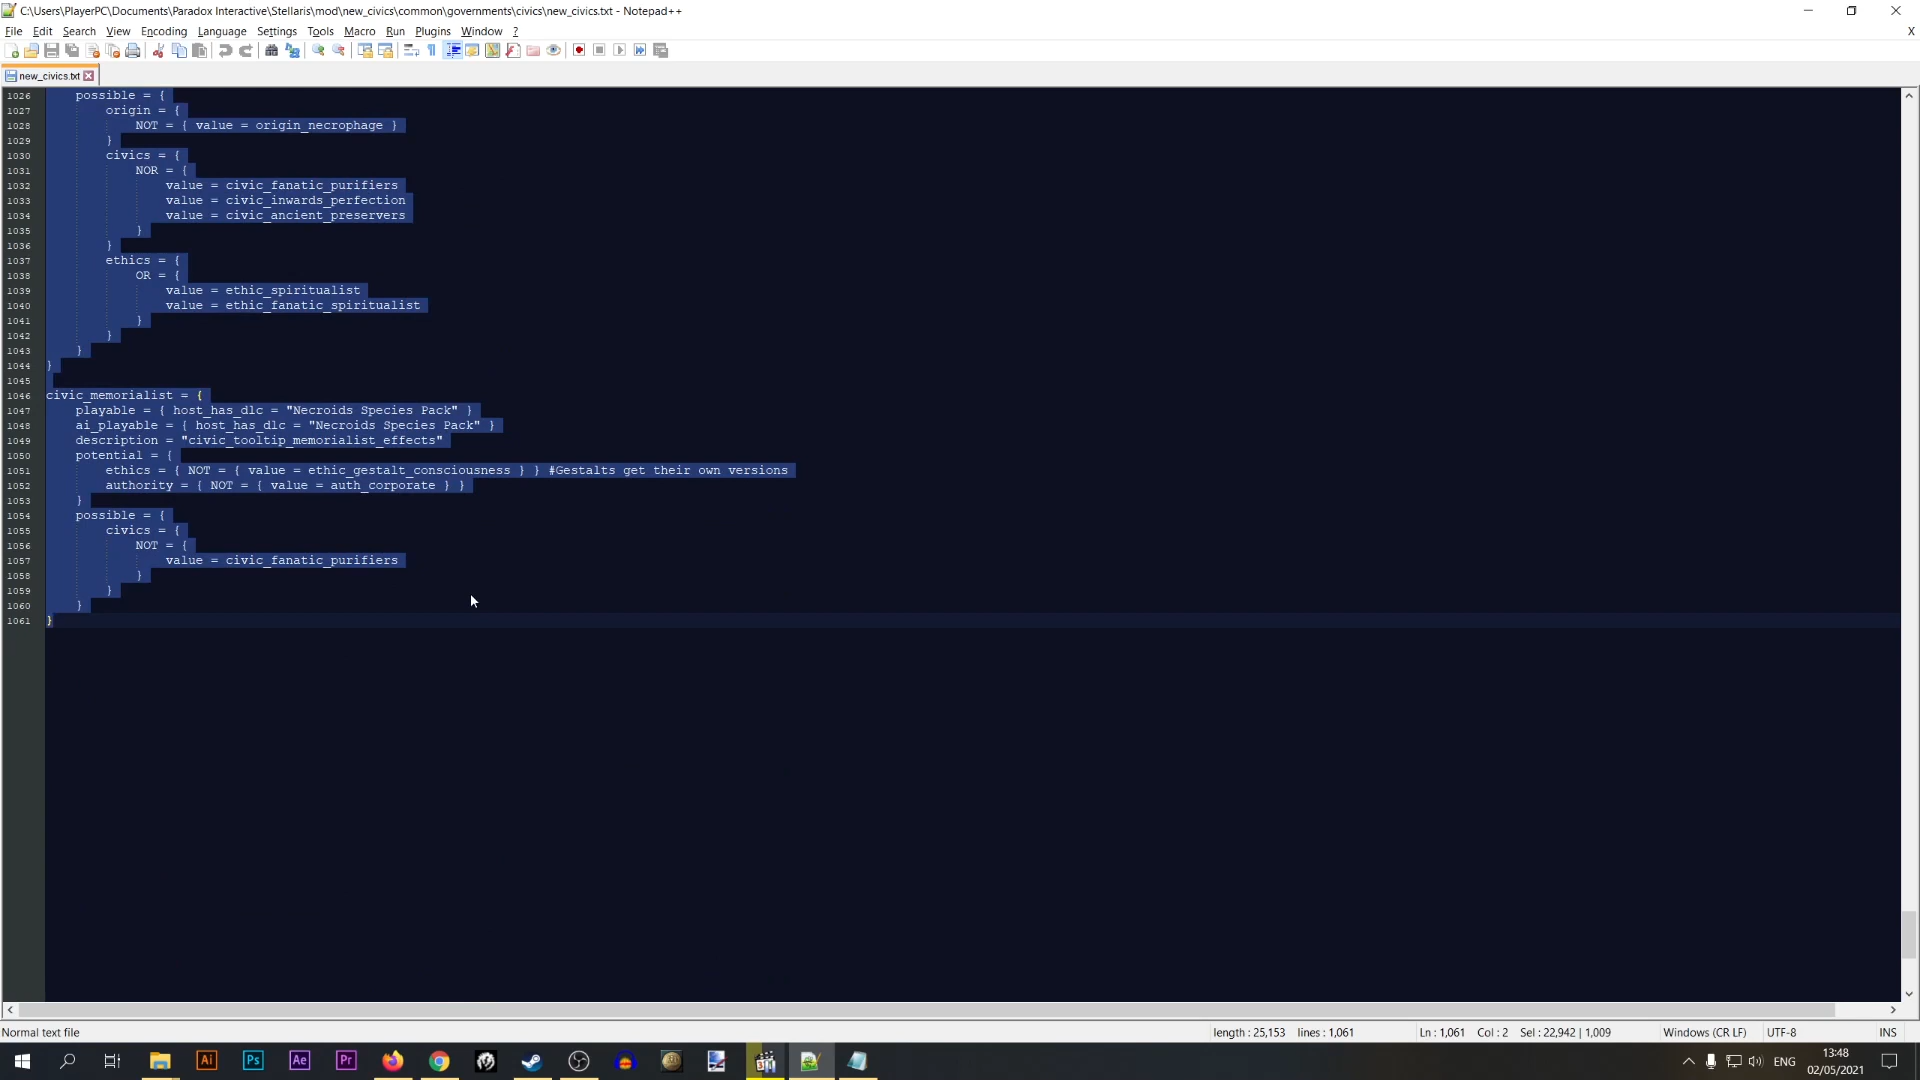 C:\Users\PlayerPC\Documents\Paradox Interactive\Stellaris\mod\new_civics\common\governments\civics\new_civics.txt - Notepad++
File Edit Search View Encoding Language Settings Tools Macro Run Plugins Window ? X
new_civics.txt
1026 possible = {
1027 origin = {
1028 NOT = { value = origin_necrophage }
1029 }
1030 civics = {
1031 NOR = {
1032 value = civic_fanatic_purifiers
1033 value = civic_inwards_perfection
1034 value = civic_ancient_preservers
1035 }
1036 }
1037 ethics = {
1038 OR = {
1039 value = ethic_spiritualist
1040 value = ethic_fanatic_spiritualist
1041 }
1042 }
1043 }
1044 }
1045
1046 civic_memorialist = {
1047 playable = { host_has_dlc = "Necroids Species Pack" }
1048 ai_playable = { host_has_dlc = "Necroids Species Pack" }
1049 description = "civic_tooltip_memorialist_effects"
1050 potential = {
1051 ethics = { NOT = { value = ethic_gestalt_consciousness } } #Gestalts get their own versions
1052 authority = { NOT = { value = auth_corporate } }
1053 }
1054 possible = {
1055 civics = {
1056 NOT = {
1057 value = civic_fanatic_purifiers
1058 }
1059 }
1060 }
1061 }
Normal text file length : 25,153 lines : 1,061 Ln : 1,061 Col : 2 Sel : 22,942 | 1,009 Windows (CR LF) UTF-8 INS
Ai Ps Ae Pr ENG 13:48
02/05/2021